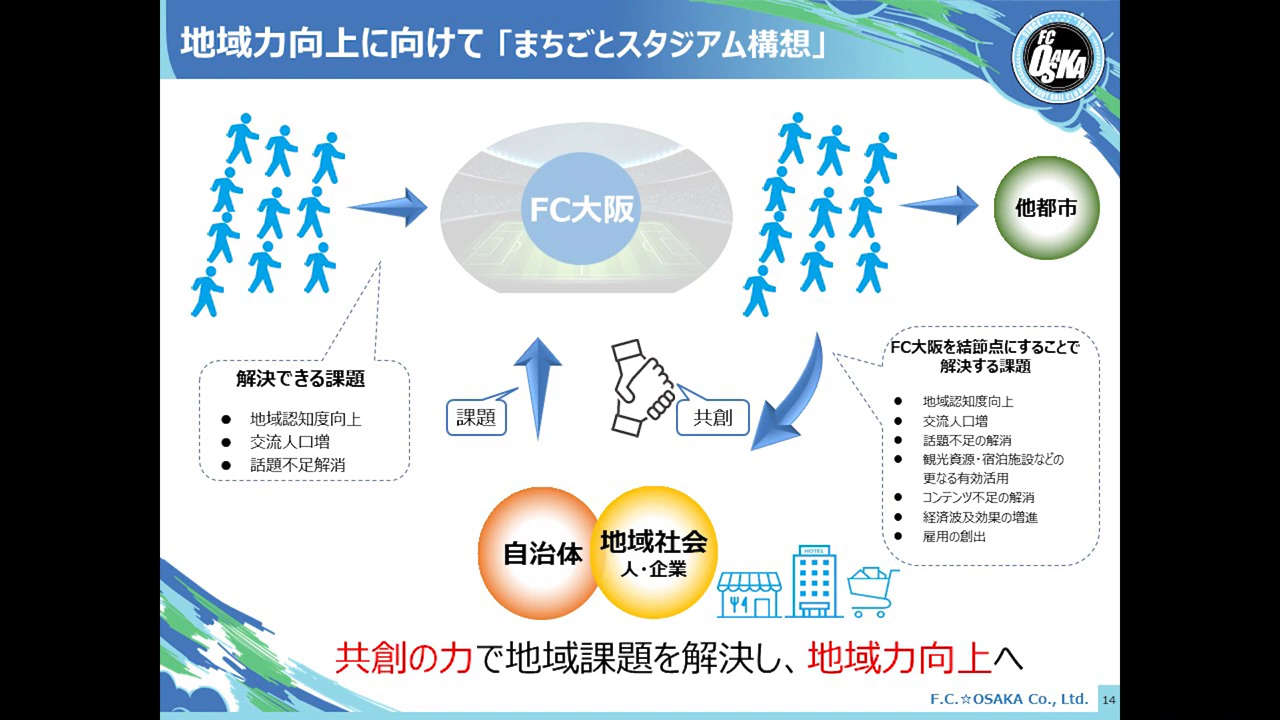 地域力向上に向けて「まちごとスタジアム構想」
FC
OSAKA
FC大阪
他都市
解決できる課題
● 地域認知度向上
● 交流人口増
● 話題不足解消
課題
共創
FC大阪を結節点にすることで
解決する課題
● 地域認知度向上
● 交流人口増
● 話題不足の解消
● 観光資源・宿泊施設などの
更なる有効活用
● コンテンツ不足の解消
● 経済波及効果の増進
● 雇用の創出
自治体
地域社会
人・企業
HOTEL
共創の力で地域課題を解決し、地域力向上へ
F.C.☆OSAKA Co., Ltd.
14